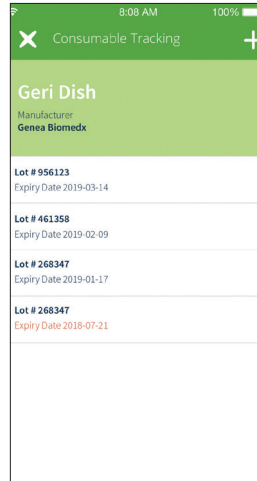 8:08 AM 100%
Consumable Tracking
Geri Dish
Manufacturer
Genea Biomedx
Lot # 956123
Expiry Date 2019-03-14
Lot # 461358
Expiry Date 2019-02-09
Lot # 268347
Expiry Date 2019-01-17
Lot # 268347
Expiry Date 2018-07-21